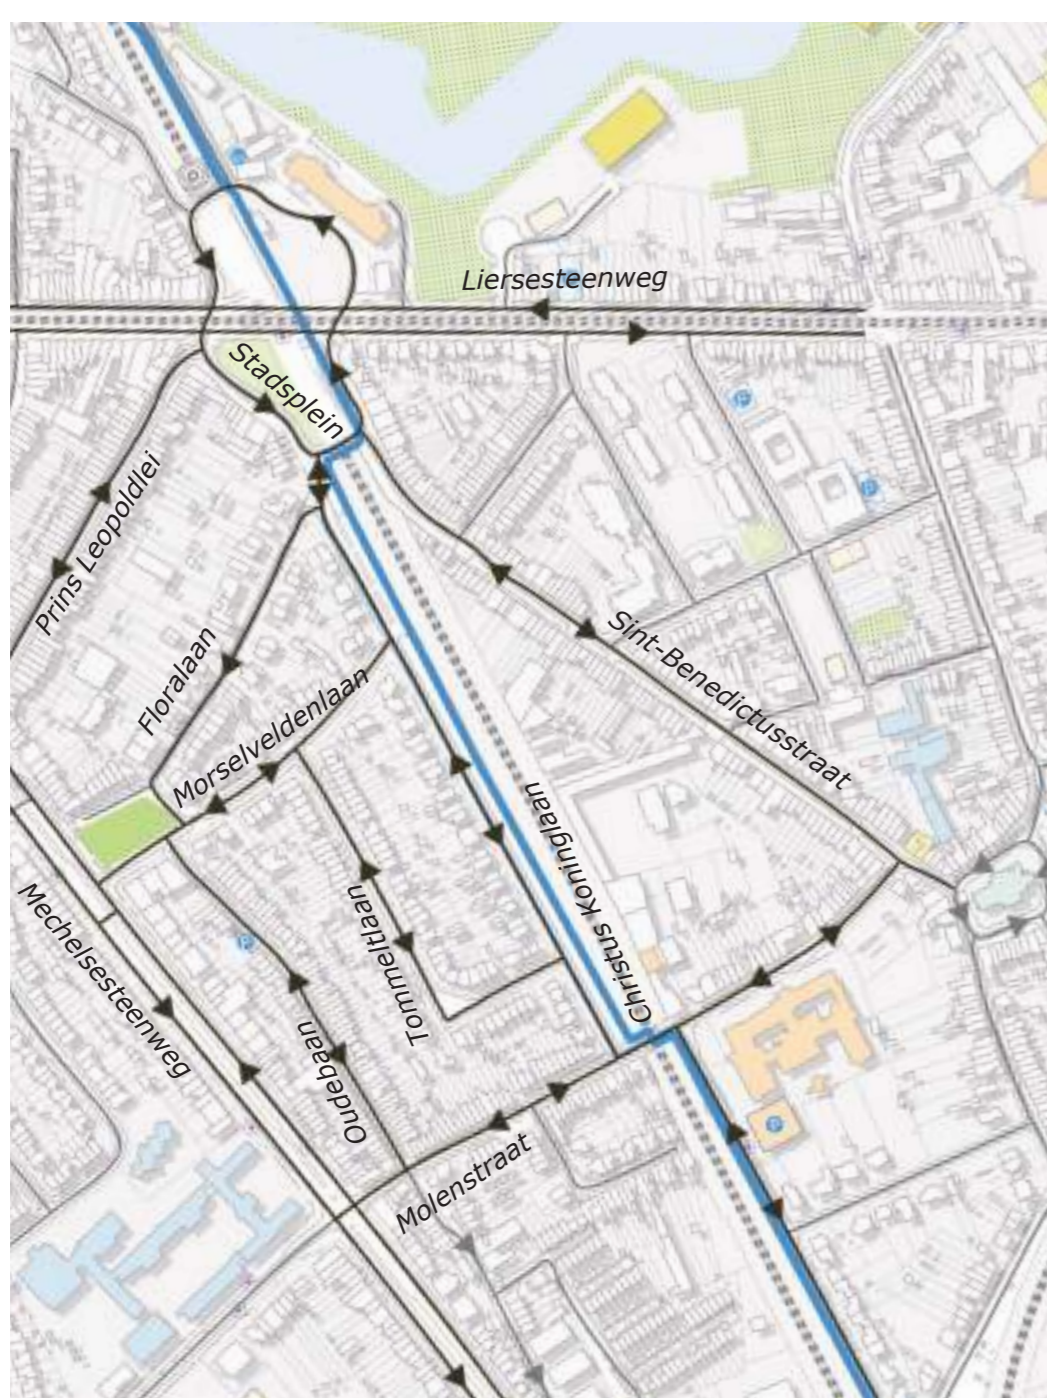 Liersesteenweg
Stadsplein
Prins Leopoldlei
Floralaan
Morselveldenlaan
Sint-Benedictusstraat
Christus Koninglaan
Tommeltlaan
Mechelsesteenweg
Oudebaan
Molenstraat